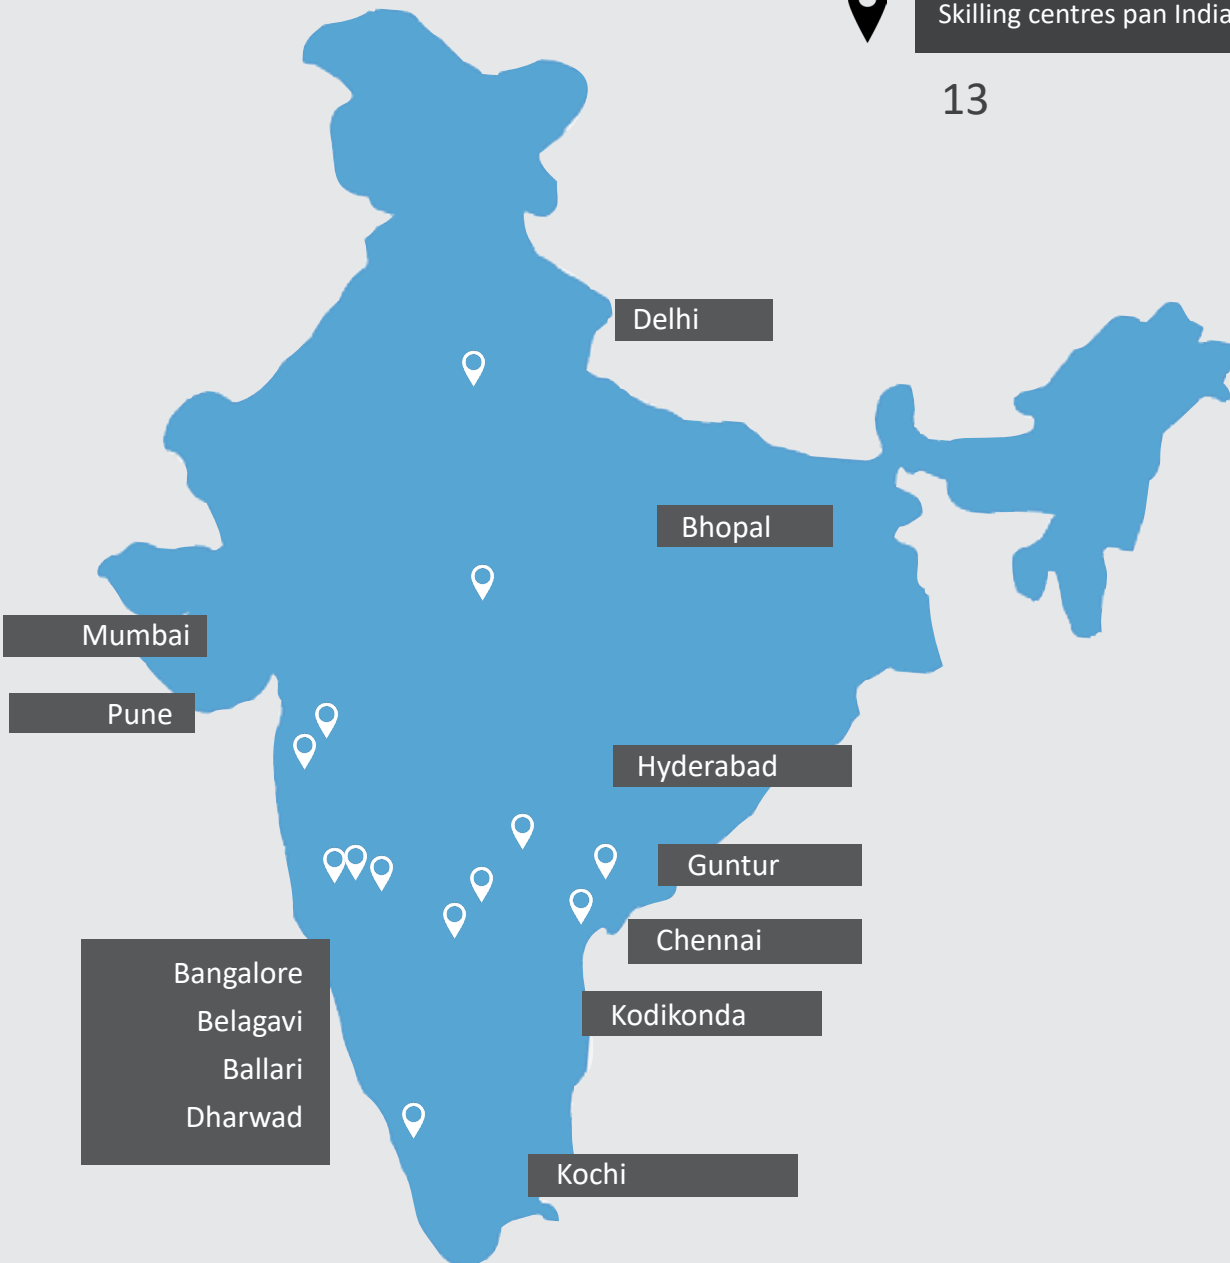 Skilling centres pan India
13
Delhi
Bhopal
Mumbai
Pune
Hyderabad
Guntur
Chennai
Bangalore
Belagavi
Ballari
Dharwad
Kodikonda
Kochi